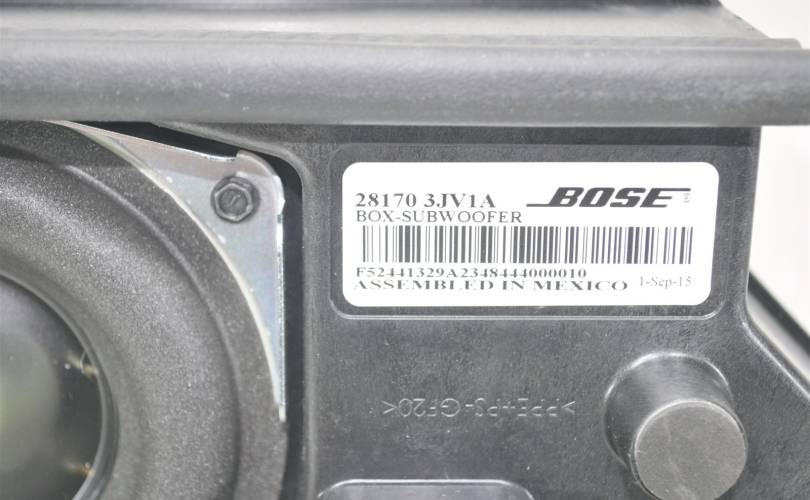 28170 3JV1A BOSE ®
BOX-SUBWOOFER
F52441329A2348444000010
ASSEMBLED IN MEXICO 1-Sep-15
>PPE+PS-GF20<